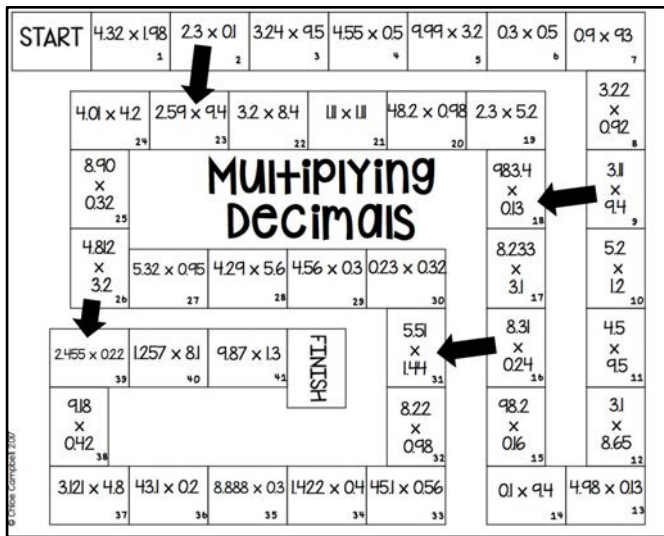 START
4.32 x 1.98
1
2.3 x 0.1
2
3.24 x 9.5
3
4.55 x 0.5
4
9.99 x 3.2
5
0.3 x 0.5
6
0.9 x 93
7
3.22
x
0.92
8
3.11
x
9.4
9
5.2
x
1.2
10
4.5
x
9.5
11
3.1
x
8.65
12
4.98 x 0.13
13
0.1 x 9.4
14
98.2
x
0.16
15
8.31
x
0.24
16
8.233
x
3.1
17
983.4
x
0.13
18
2.3 x 5.2
19
48.2 x 0.98
20
1.11 x 1.11
21
3.2 x 8.4
22
2.59 x 9.4
23
4.01 x 4.2
24
8.90
x
0.32
25
4.812
x
3.2
26
Multiplying
Decimals
5.32 x 0.95
27
4.29 x 5.6
28
4.56 x 0.3
29
0.23 x 0.32
30
5.51
x
1.44
31
8.22
x
0.98
32
45.1 x 0.56
33
1.422 x 0.4
34
8.888 x 0.3
35
43.1 x 0.2
36
3.121 x 4.8
37
9.18
x
0.42
38
2.455 x 0.22
39
1.257 x 8.1
40
9.87 x 1.3
41
FINISH
© Chloe Campbell 2017